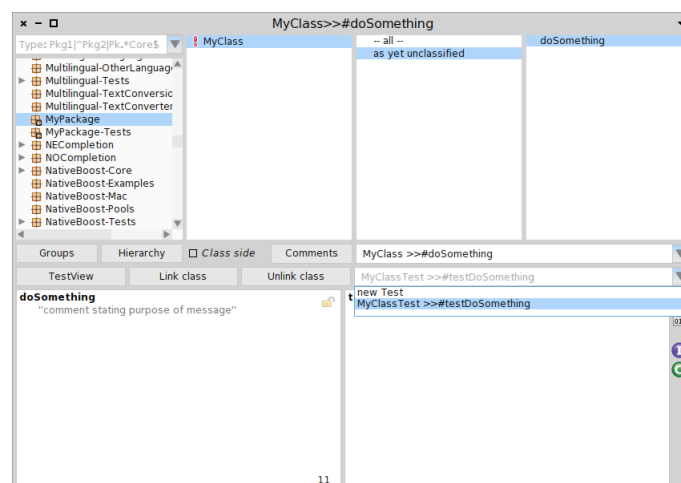 MyClass>>#doSomething
Type: Pkg1|^Pkg2|Pk.*Core$
Multilingual-OtherLanguage
Multilingual-Tests
Multilingual-TextConversio
Multilingual-TextConverter
MyPackage
MyPackage-Tests
NECompletion
NOCompletion
NativeBoost-Core
NativeBoost-Examples
NativeBoost-Mac
NativeBoost-Pools
NativeBoost-Tests
MyClass
-- all --
as yet unclassified
doSomething
Groups
Hierarchy
Class side
Comments
MyClass >>#doSomething
TestView
Link class
Unlink class
MyClassTest >>#testDoSomething
new Test
MyClassTest >>#testDoSomething
doSomething
"comment stating purpose of message"
t
11